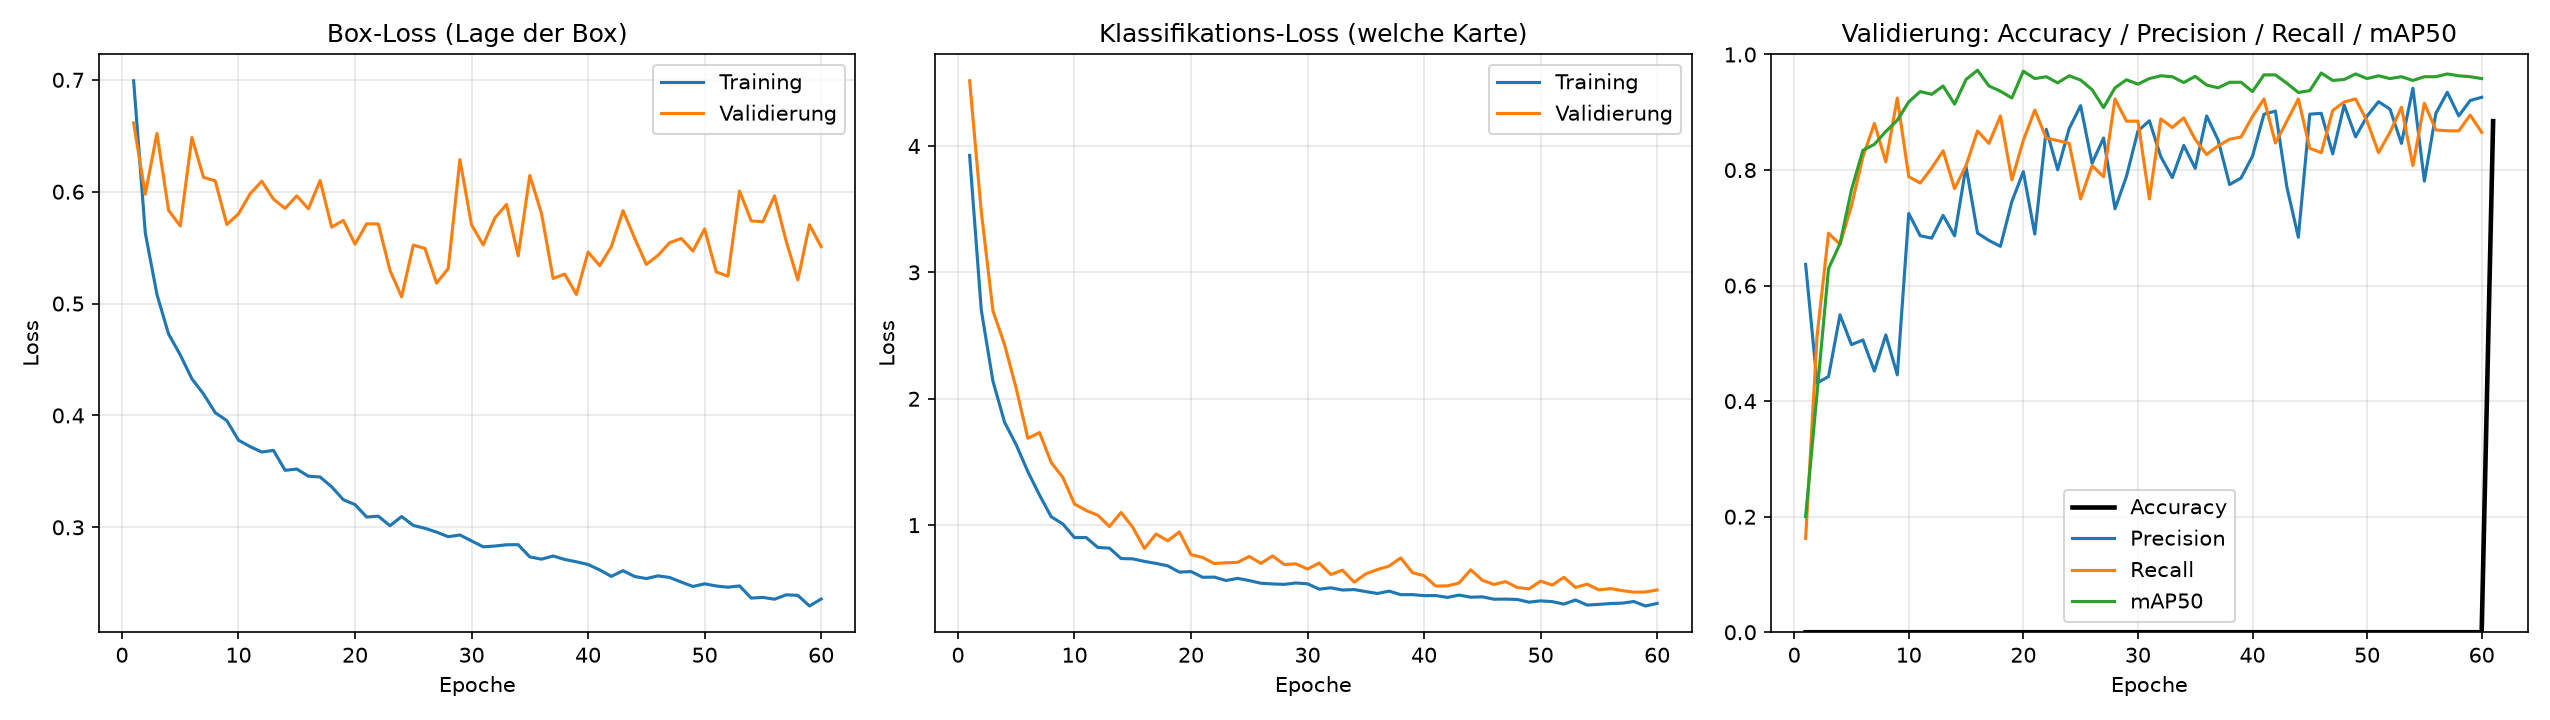 Box-Loss (Lage der Box)
Training
Validierung
0.7
0.6
0.5
0.4
0.3
Loss
0 10 20 30 40 50 60
Epoche
Klassifikations-Loss (welche Karte)
Training
Validierung
4
3
2
1
Loss
0 10 20 30 40 50 60
Epoche
Validierung: Accuracy / Precision / Recall / mAP50
1.0
0.8
0.6
0.4
0.2
0.0
Accuracy
Precision
Recall
mAP50
0 10 20 30 40 50 60
Epoche